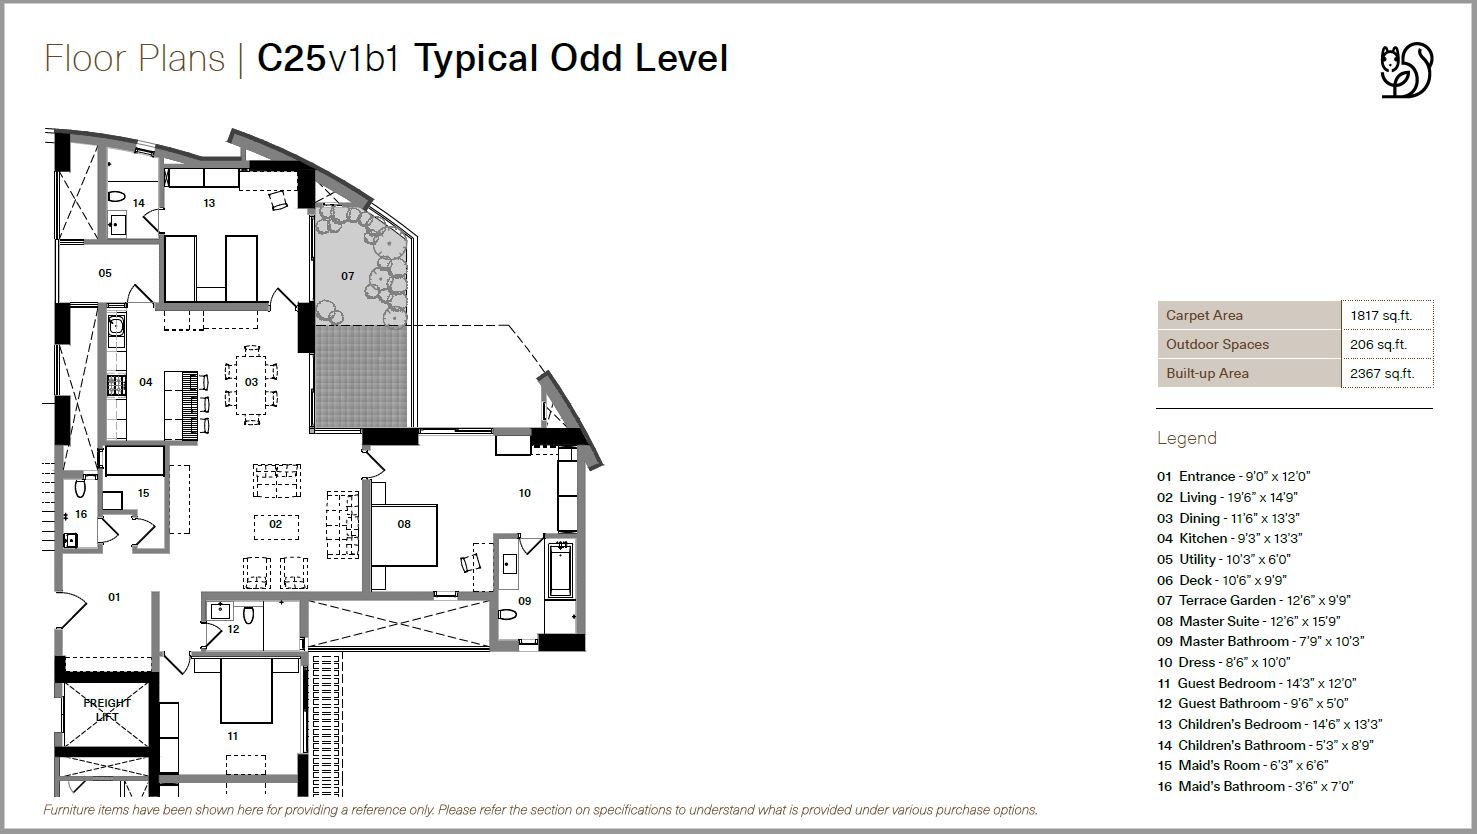 Floor Plans | C25v1b1 Typical Odd Level
14
13
05
07
04
03
15
10
16
02
08
01
09
12
FREIGHT
LIFT
11
Carpet Area 1817 sq.ft.
Outdoor Spaces 206 sq.ft.
Built-up Area 2367 sq.ft.
Legend
01 Entrance - 9'0" x 12'0"
02 Living - 19'6" x 14'9"
03 Dining - 11'6" x 13'3"
04 Kitchen - 9'3" x 13'3"
05 Utility - 10'3" x 6'0"
06 Deck - 10'6" x 9'9"
07 Terrace Garden - 12'6" x 9'9"
08 Master Suite - 12'6" x 15'9"
09 Master Bathroom - 7'9" x 10'3"
10 Dress - 8'6" x 10'0"
11 Guest Bedroom - 14'3" x 12'0"
12 Guest Bathroom - 9'6" x 5'0"
13 Children's Bedroom - 14'6" x 13'3"
14 Children's Bathroom - 5'3" x 8'9"
15 Maid's Room - 6'3" x 6'6"
16 Maid's Bathroom - 3'6" x 7'0"
Furniture items have been shown here for providing a reference only. Please refer the section on specifications to understand what is provided under various purchase options.